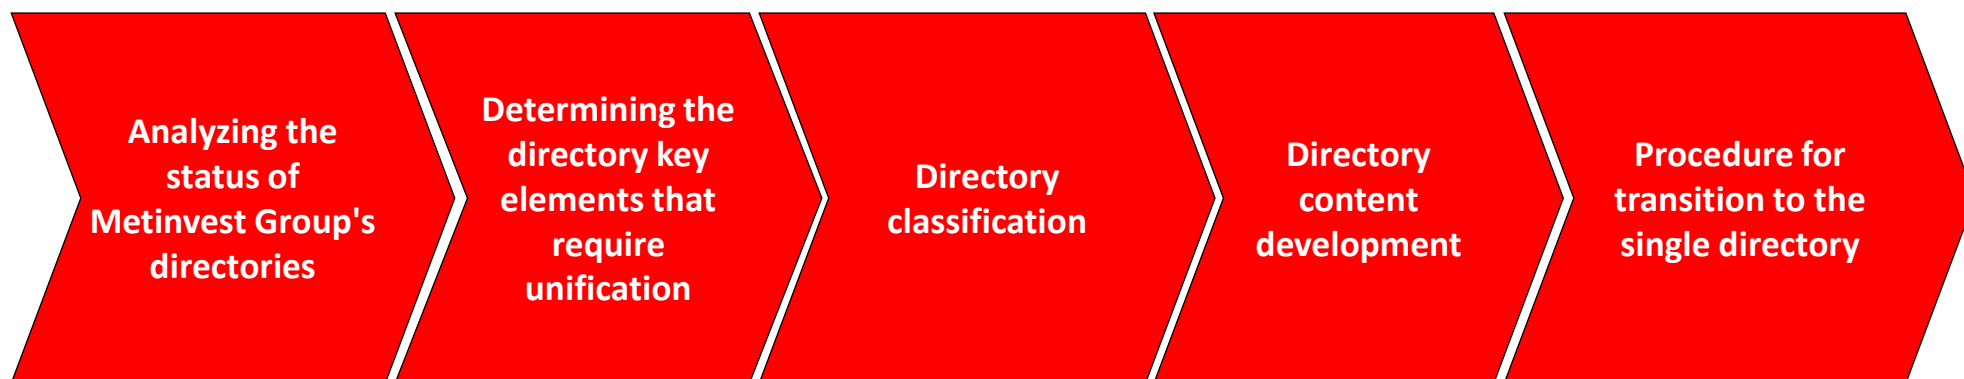 Analyzing the
status of
Metinvest Group's
directories
Determining the
directory key
elements that
require
unification
Directory
classification
Directory
content
development
Procedure for
transition to the
single directory